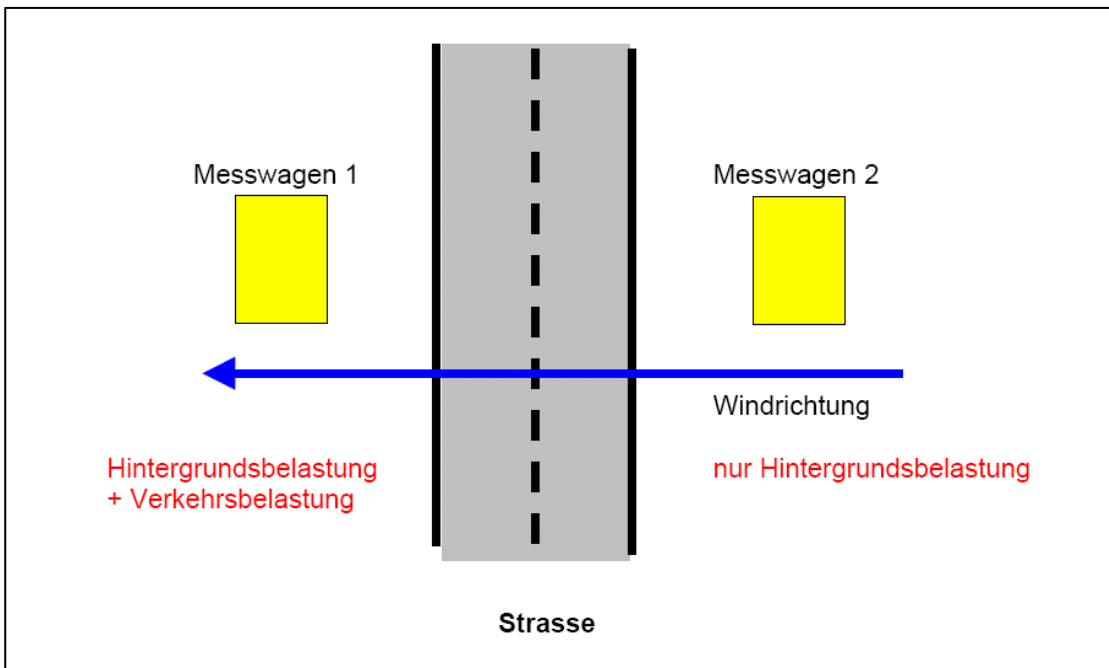 Messwagen 1
Messwagen 2
Windrichtung
Hintergrundsbelastung
+ Verkehrsbelastung
nur Hintergrundsbelastung
Strasse